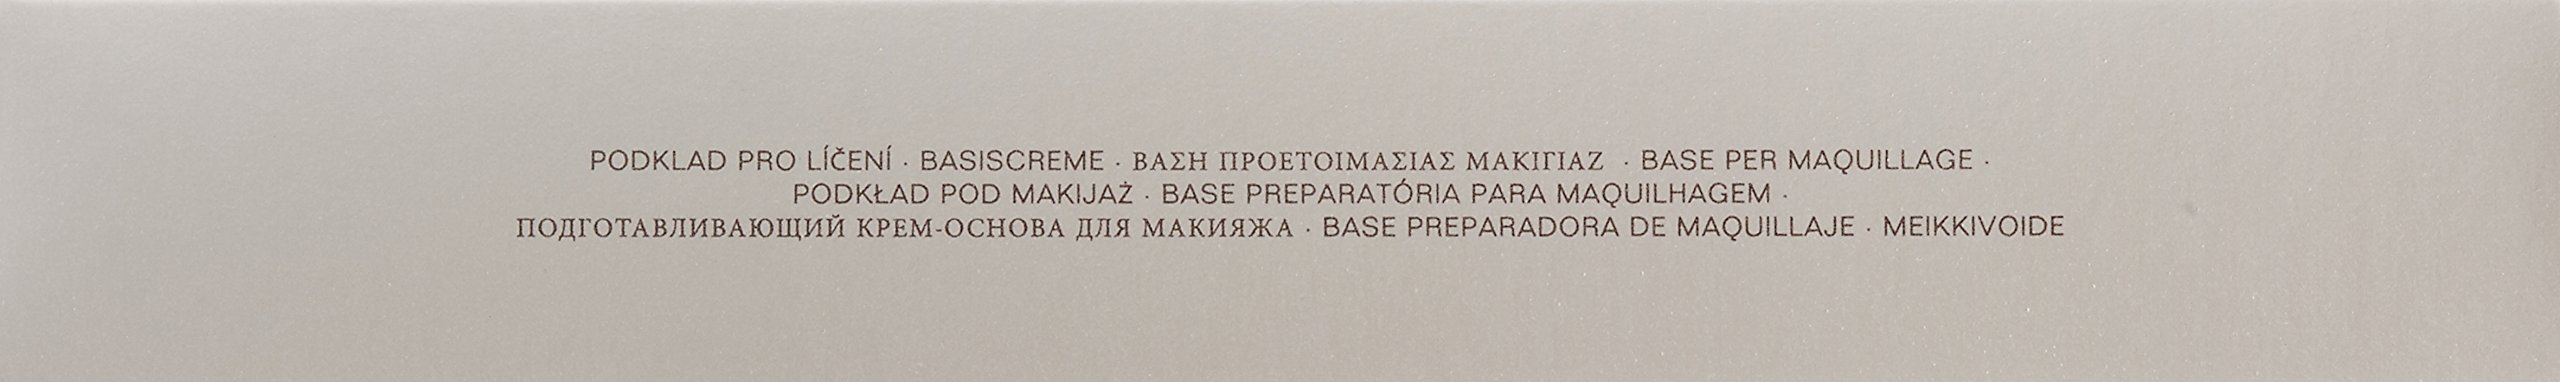 PODKLAD PRO LÍČENÍ · BASISCREME · ΒΑΣΗ ΠΡΟΕΤΟΙΜΑΣΙΑΣ ΜΑΚΙΓΙΑΖ · BASE PER MAQUILLAGE ·
PODKŁAD POD MAKIJAŻ · BASE PREPARATÓRIA PARA MAQUILHAGEM ·
ПОДГОТАВЛИВАЮЩИЙ КРЕМ-ОСНОВА ДЛЯ МАКИЯЖА · BASE PREPARADORA DE MAQUILLAJE · MEIKKIVOIDE